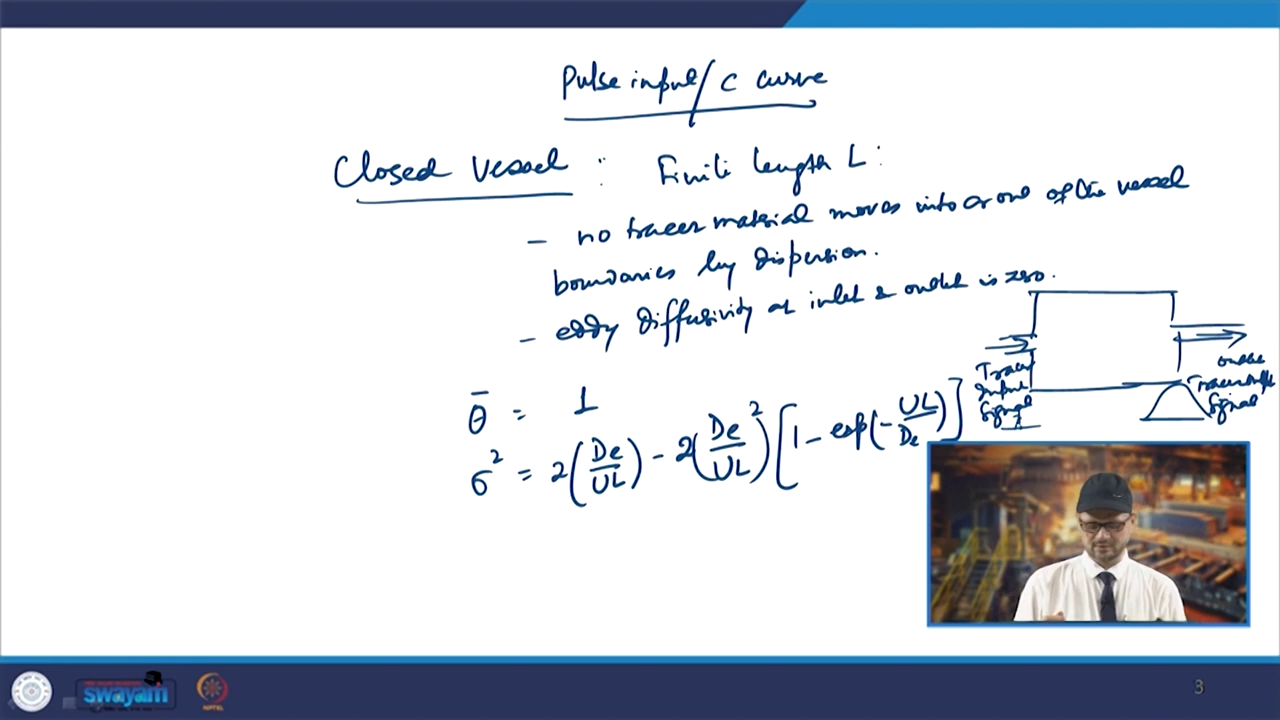 Pulse input/ C curve
Closed Vessel : Finite length L :
- no tracer material moves into or out of the vessel
boundaries by dispersion.
- eddy diffusivity at inlet & outlet is zero.
Tracer
Input
Signal
outlet
Tracer
Signal
θ̄ = 1
σ² = 2(De/UL) - 2(De/UL)² [1 - exp(-UL/De)]
3
swayam
NPTEL